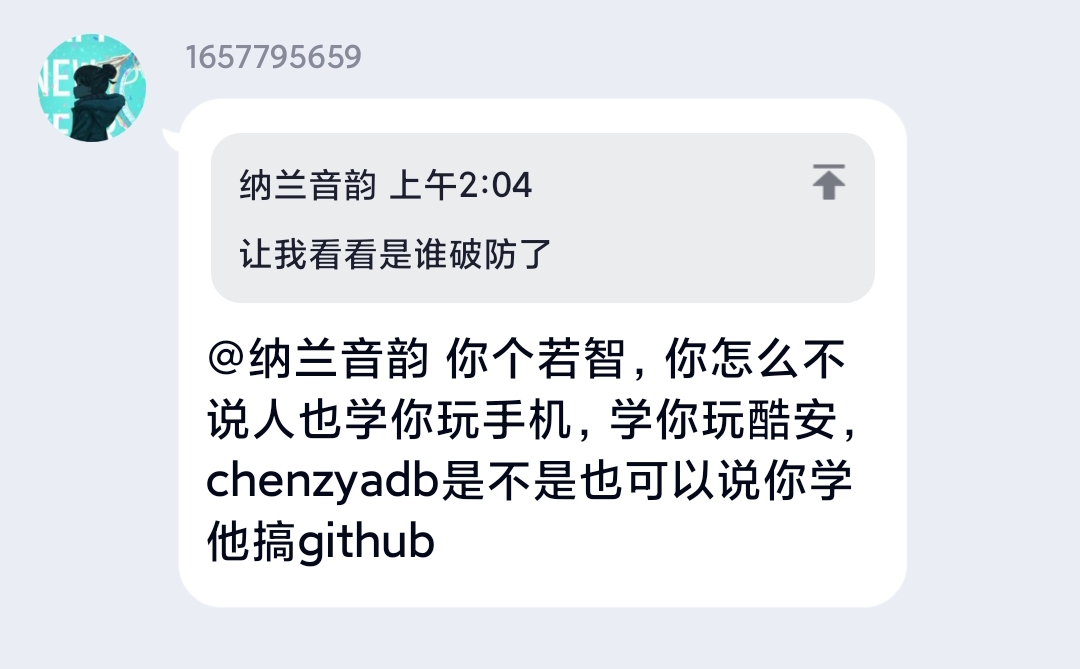 1657795659
纳兰音韵 上午2:04
让我看看是谁破防了
@纳兰音韵 你个若智，你怎么不
说人也学你玩手机，学你玩酷安，
chenzyadb是不是也可以说你学
他搞github